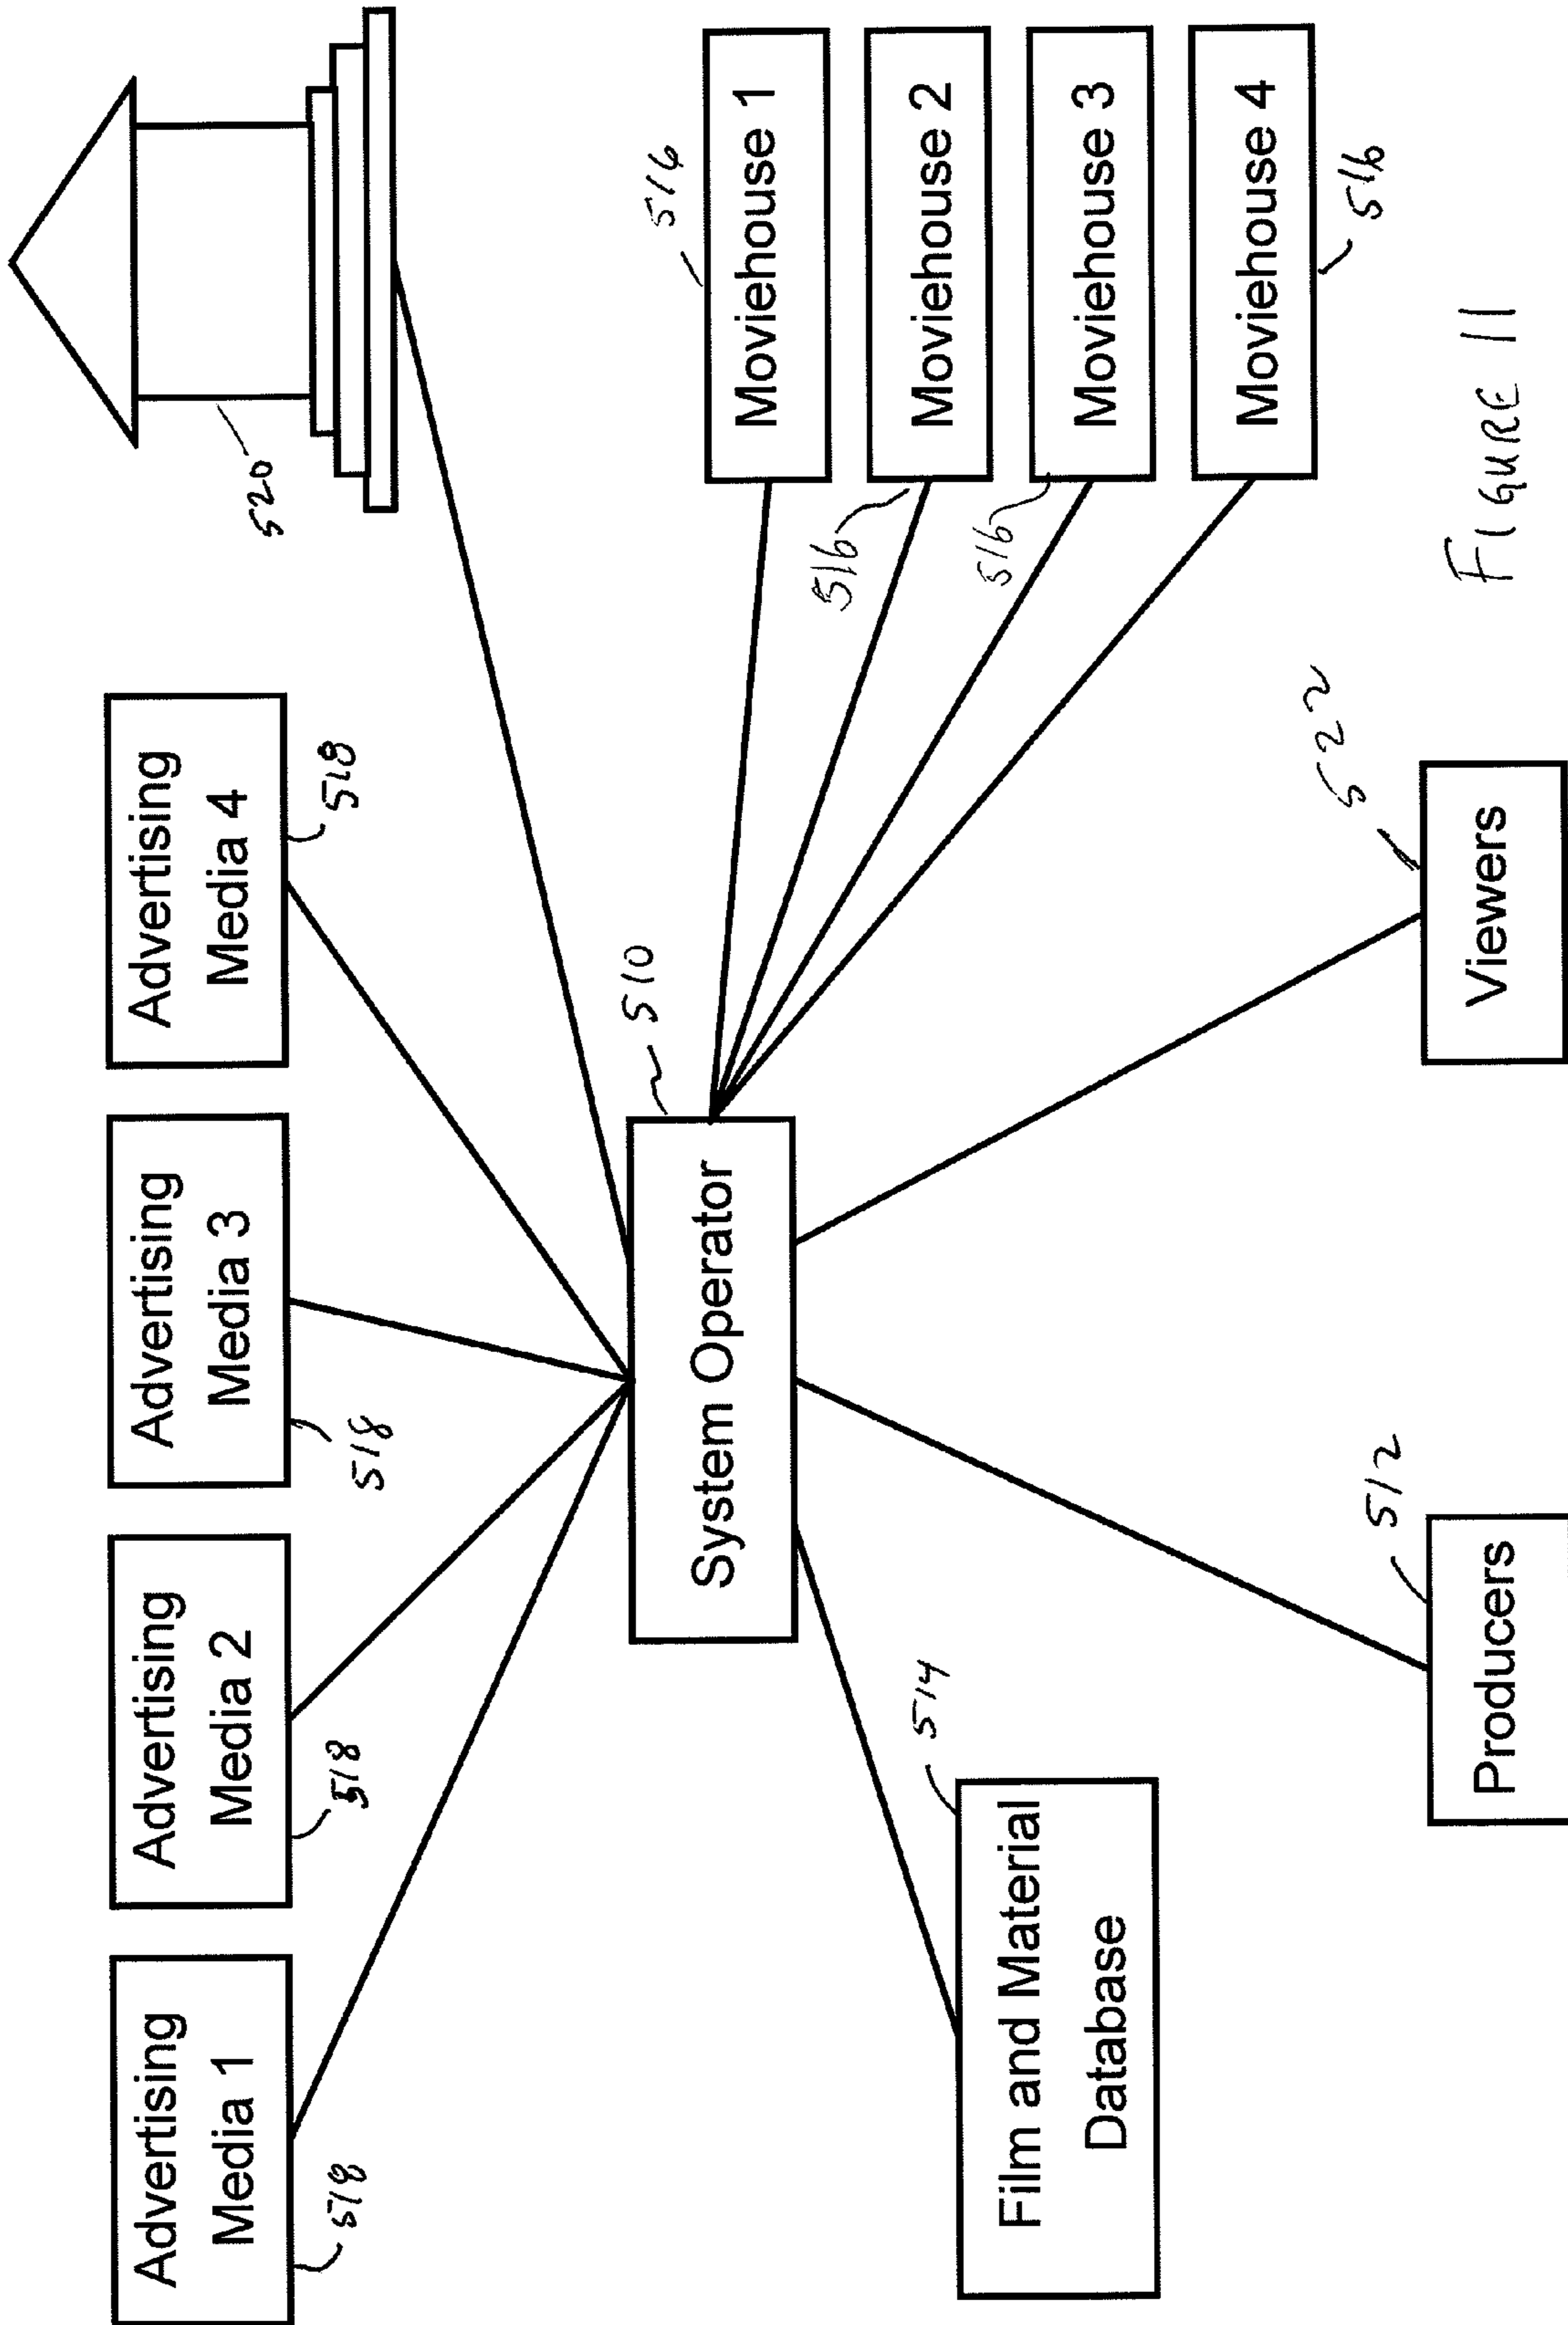 Advertising
Media 1
518
Advertising
Media 2
518
Advertising
Media 3
518
Advertising
Media 4
518
520
System Operator
510
Moviehouse 1
516
Moviehouse 2
516
Moviehouse 3
516
Moviehouse 4
516
Film and Material
Database
514
Producers
512
Viewers
522
FIGURE 11